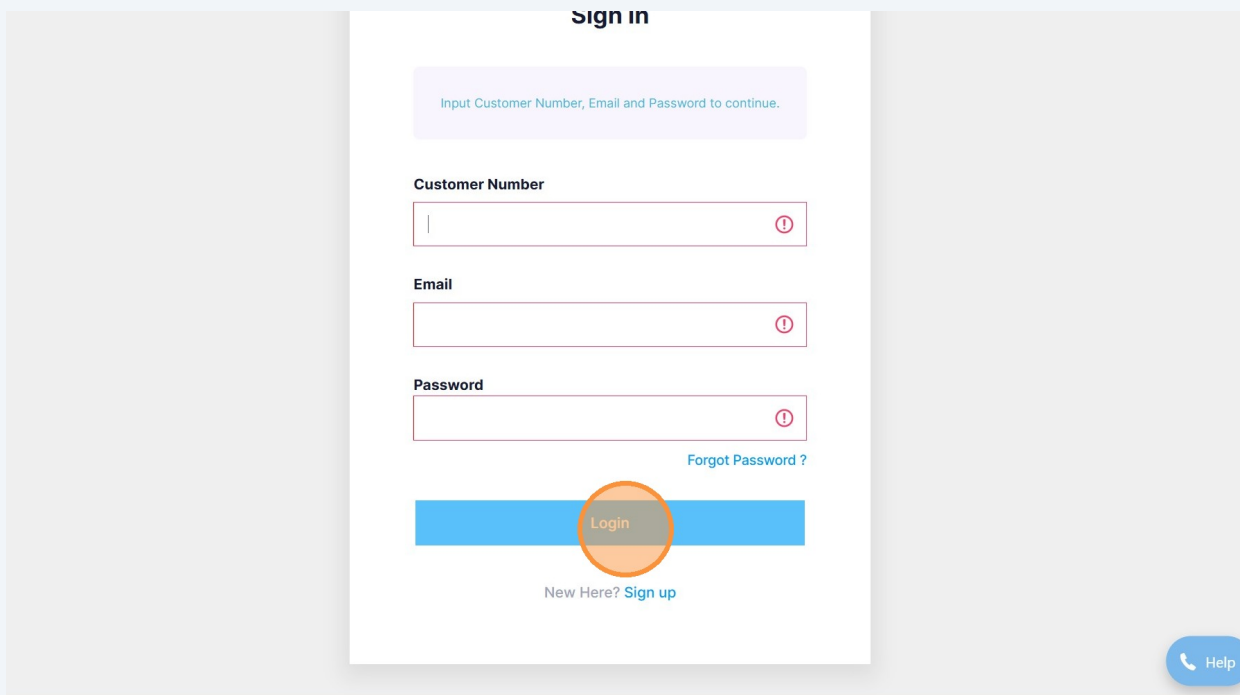 Sign in
Input Customer Number, Email and Password to continue.
Customer Number
Email
Password
Forgot Password ?
Login
New Here? Sign up
Help